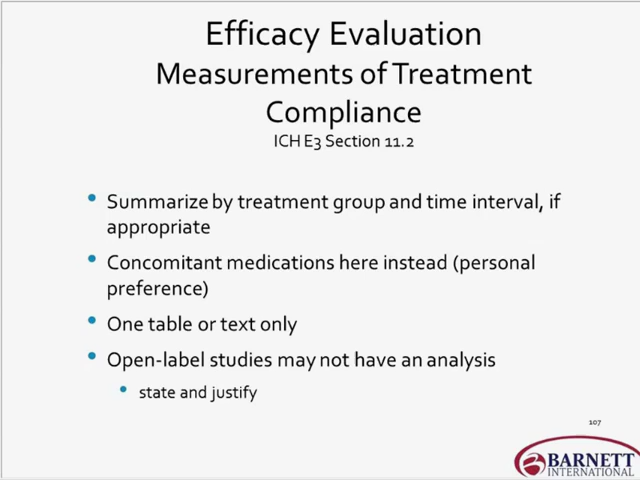 Efficacy Evaluation
Measurements of Treatment
Compliance
ICH E3 Section 11.2
• Summarize by treatment group and time interval, if
appropriate
• Concomitant medications here instead (personal
preference)
• One table or text only
• Open-label studies may not have an analysis
• state and justify
107
BARNETT
INTERNATIONAL